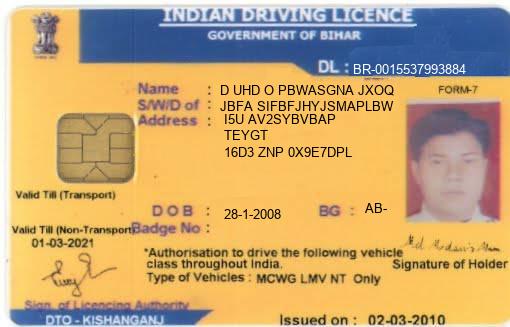 INDIAN DRIVING LICENCE
GOVERNMENT OF BIHAR
DL : BR-0015537993884
Name : D UHD O PBWASGNA JXOQ FORM-7
S/W/D of : JBFA SIFBFJHYJSMAPLBW
Address : I5U AV2SYBVBAP
TEYGT
16D3 ZNP 0X9E7DPL
Valid Till (Transport)
D O B : 28-1-2008 BG : AB-
Valid Till (Non-Transport) Badge No :
01-03-2021
*Authorisation to drive the following vehicle
class throughout India.
Signature of Holder
Type of Vehicles : MCWG LMV NT Only
Sign. of Licencing Authority
DTO - KISHANGANJ
Issued on : 02-03-2010